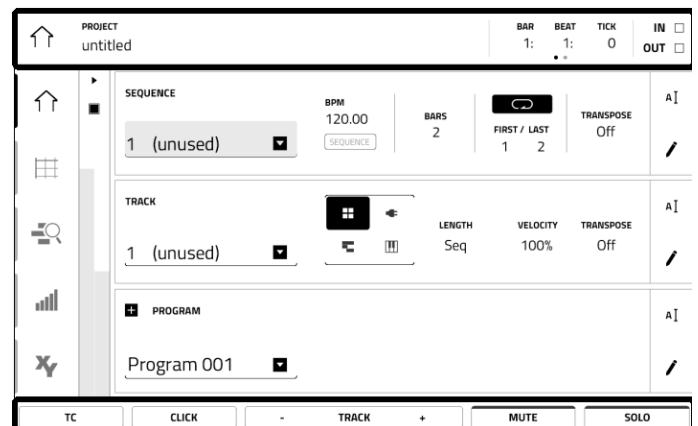 PROJECT
untitled
BAR BEAT TICK
1: 1: 0
IN
OUT
SEQUENCE
1 (unused)
BPM
120.00
SEQUENCE
BARS
2
FIRST / LAST
1 2
TRANSPOSE
Off
A
TRACK
1 (unused)
LENGTH
Seq
VELOCITY
100%
TRANSPOSE
Off
A
PROGRAM
Program 001
A
XY
TC CLICK - TRACK + MUTE SOLO